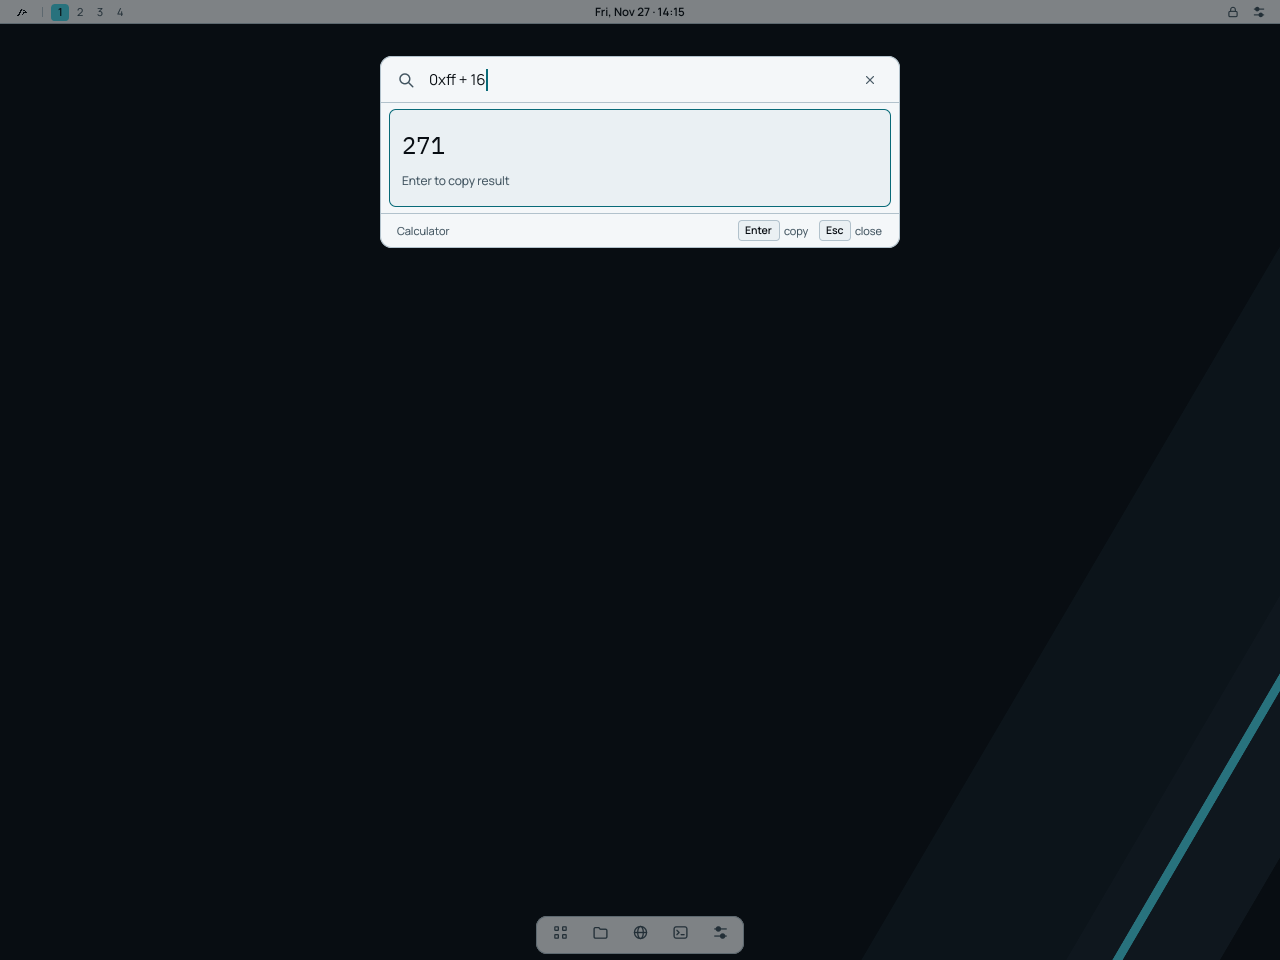 1 2 3 4
Fri, Nov 27 · 14:15
0xff + 16
271
Enter to copy result
Calculator
Enter copy Esc close